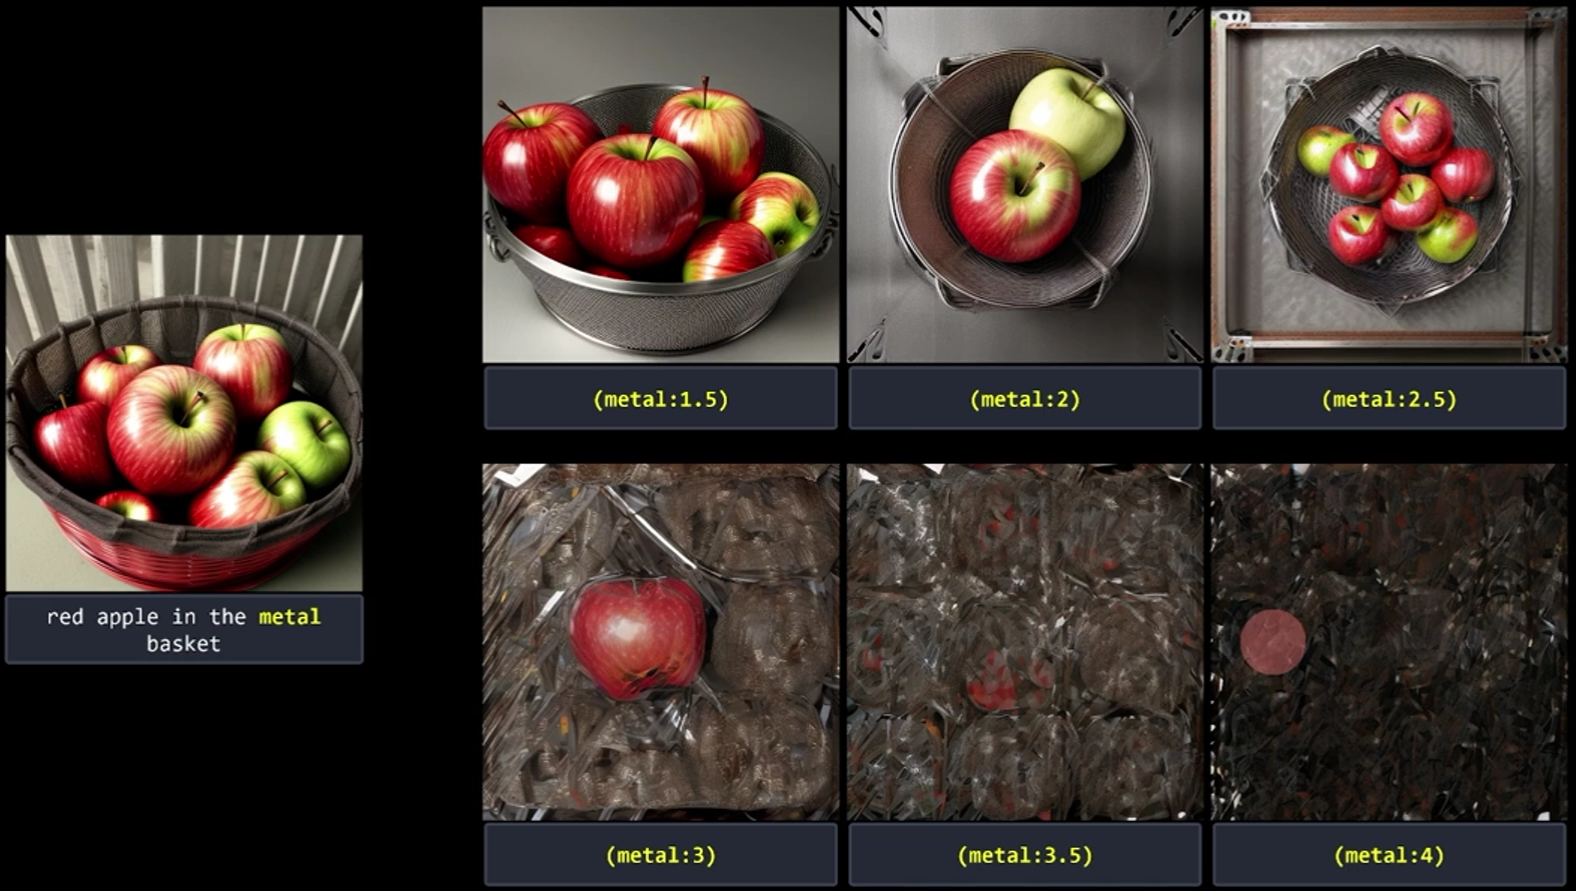 red apple in the metal
basket
(metal:1.5)
(metal:2)
(metal:2.5)
(metal:3)
(metal:3.5)
(metal:4)